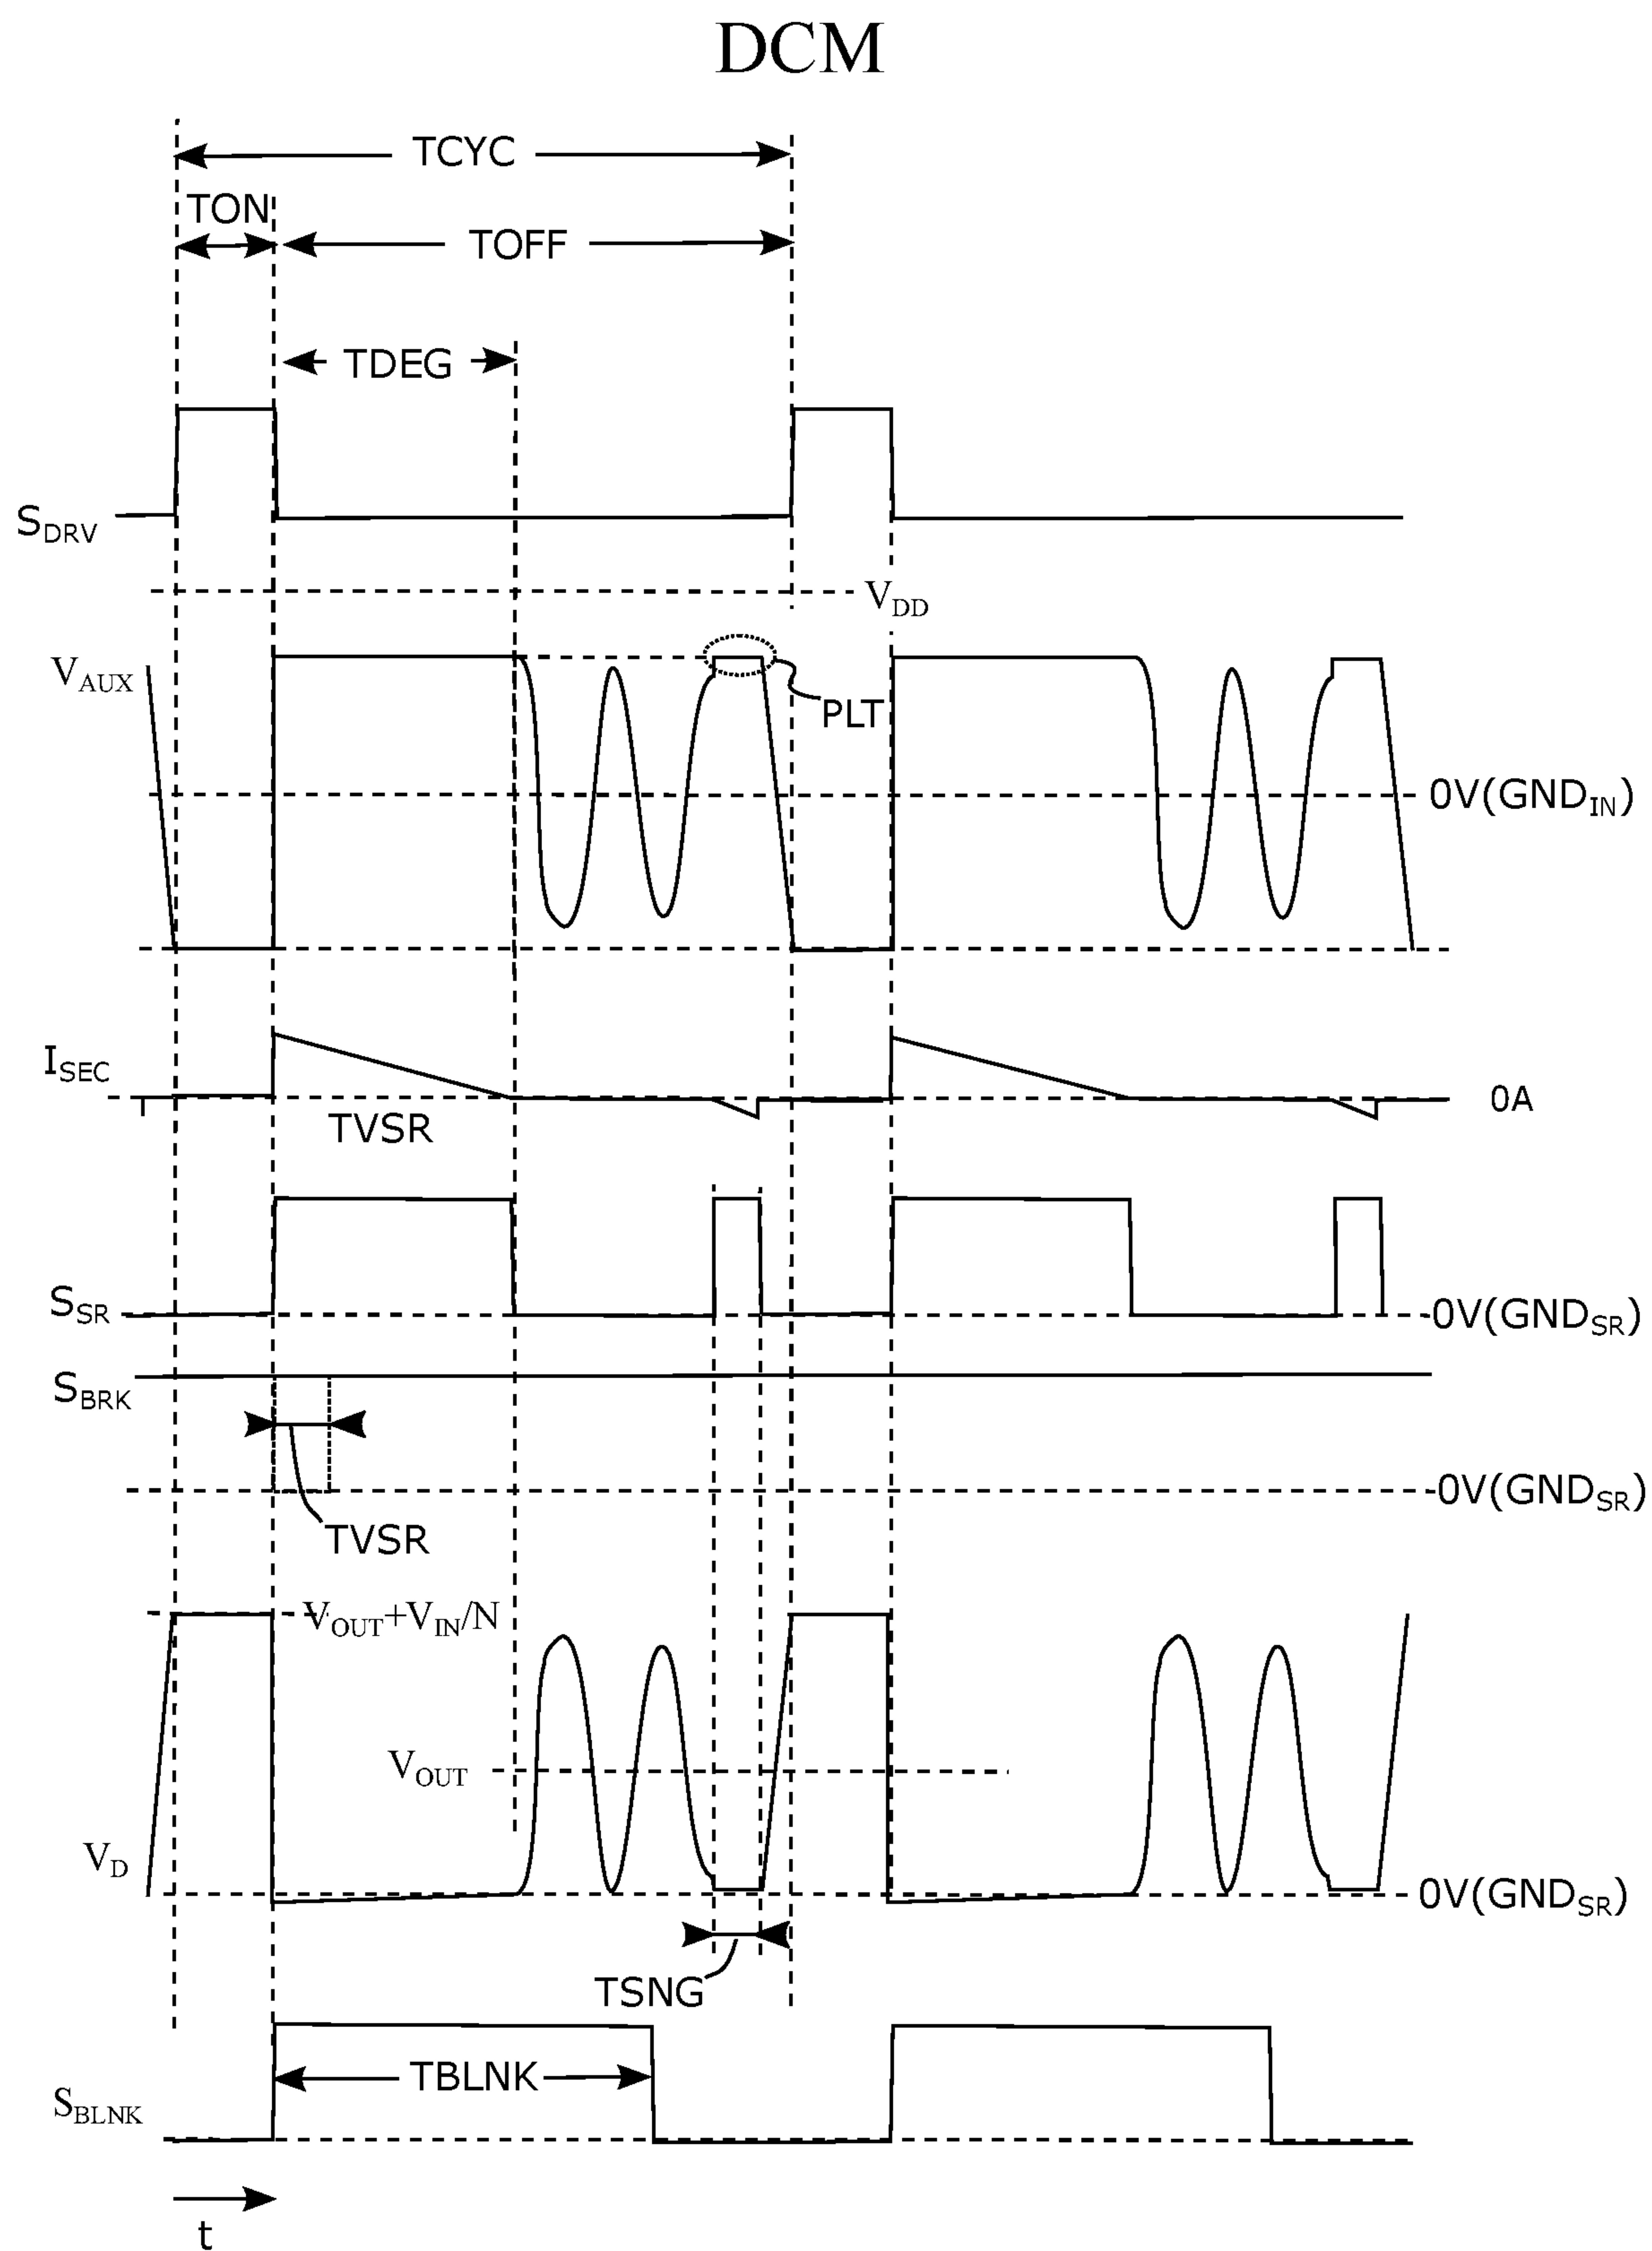 DCM
TCYC
TON
TOFF
TDEG
SDRV
VDD
VAUX
PLT
0V(GNDIN)
ISEC
0A
TVSR
SSR
0V(GNDSR)
SBRK
0V(GNDSR)
TVSR
VOUT+VIN/N
VOUT
VD
0V(GNDSR)
TSNG
TBLNK
SBLNK
t